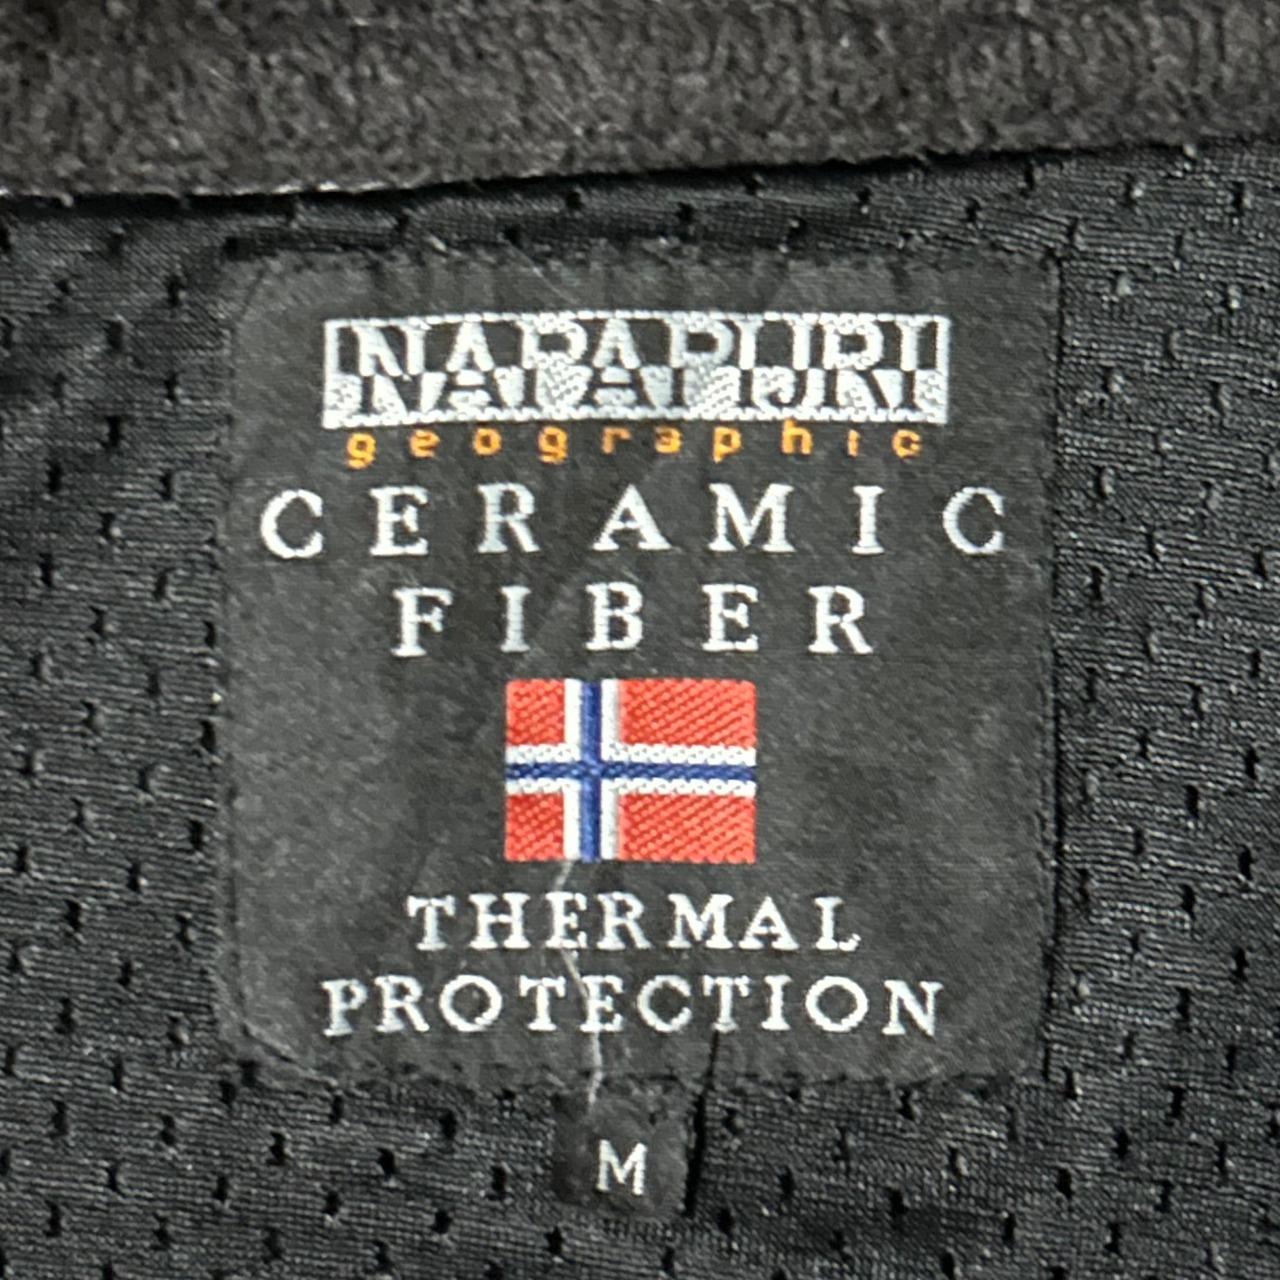 NAPAPIJRI
geographic
CERAMIC
FIBER
THERMAL
PROTECTION
M